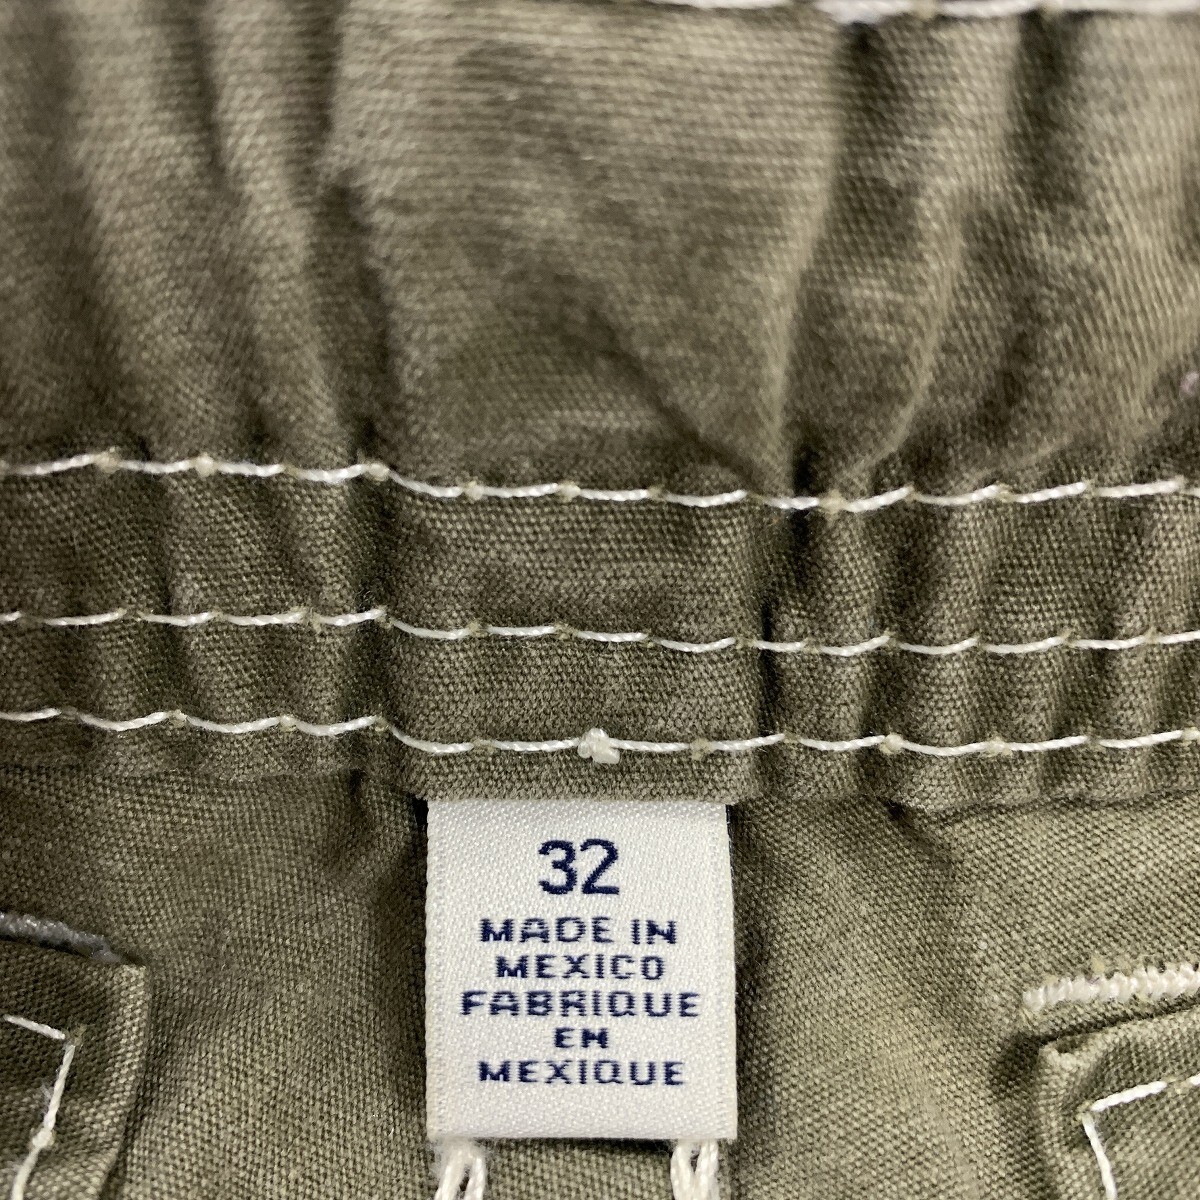 32
MADE IN
MEXICO
FABRIQUE
EN
MEXIQUE